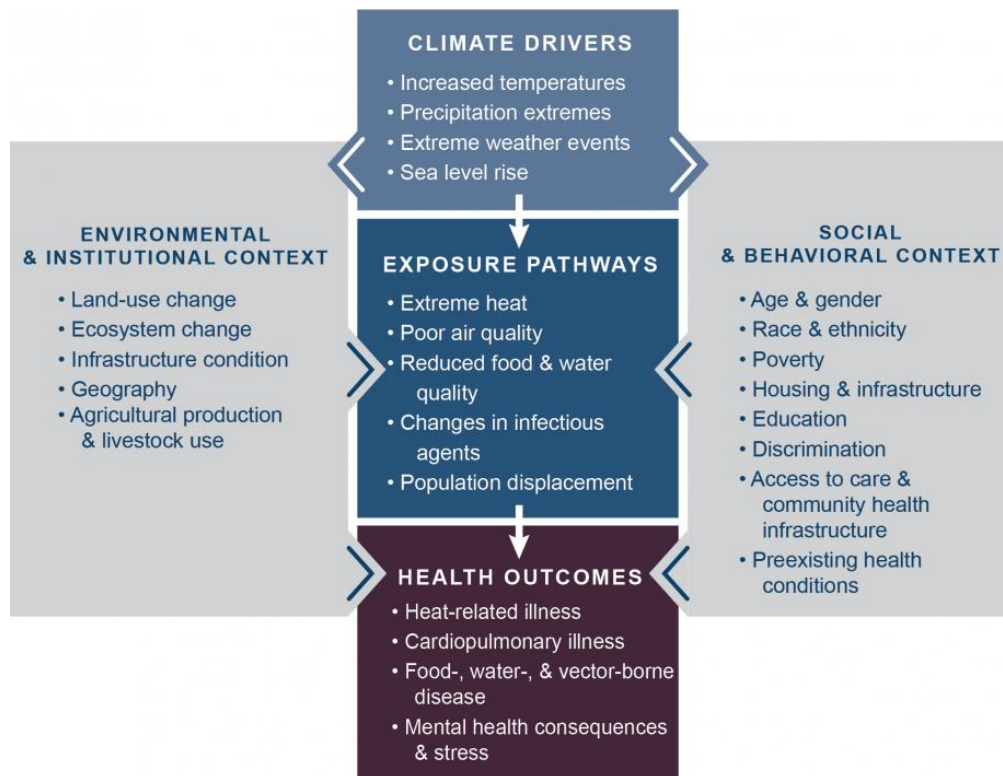 CLIMATE DRIVERS
• Increased temperatures
• Precipitation extremes
• Extreme weather events
• Sea level rise
ENVIRONMENTAL
& INSTITUTIONAL CONTEXT
• Land-use change
• Ecosystem change
• Infrastructure condition
• Geography
• Agricultural production
& livestock use
EXPOSURE PATHWAYS
• Extreme heat
• Poor air quality
• Reduced food & water
quality
• Changes in infectious
agents
• Population displacement
SOCIAL
& BEHAVIORAL CONTEXT
• Age & gender
• Race & ethnicity
• Poverty
• Housing & infrastructure
• Education
• Discrimination
• Access to care &
community health
infrastructure
• Preexisting health
conditions
HEALTH OUTCOMES
• Heat-related illness
• Cardiopulmonary illness
• Food-, water-, & vector-borne
disease
• Mental health consequences
& stress